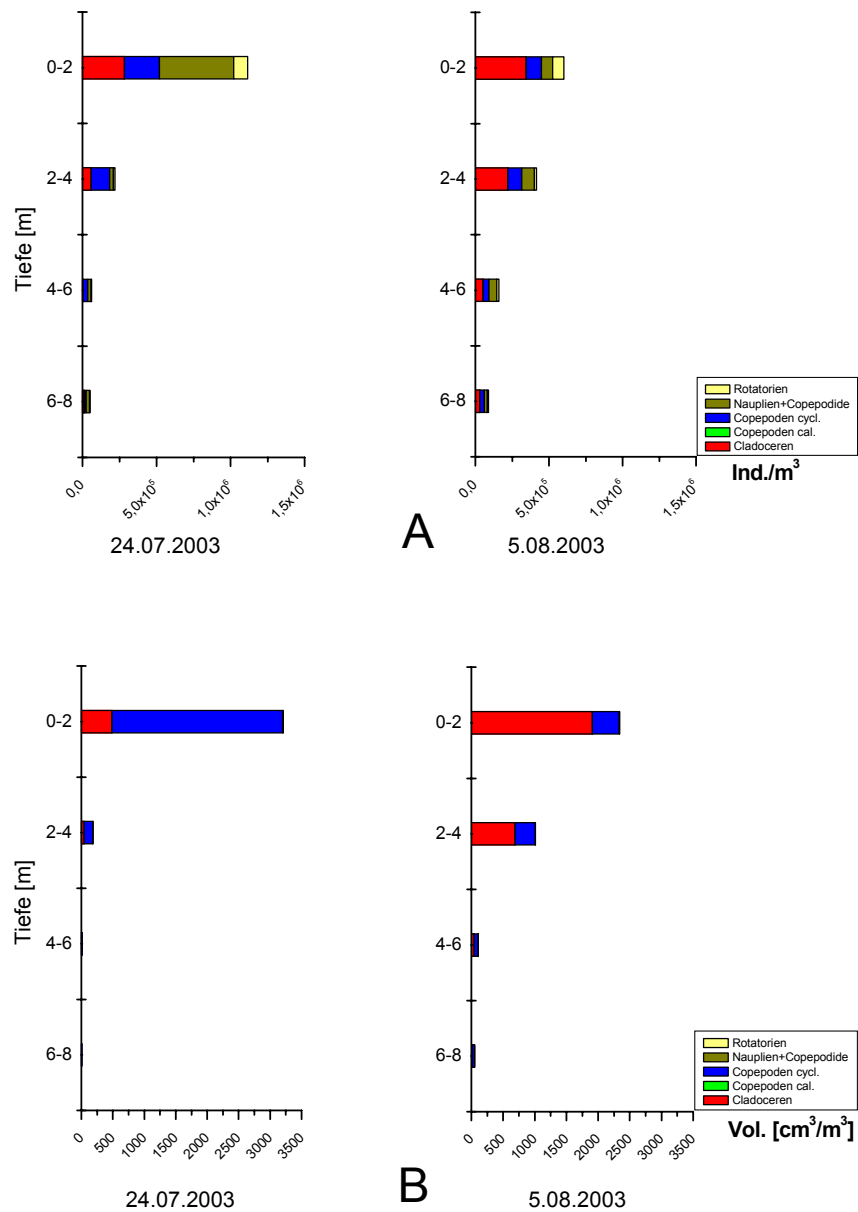 0-2
2-4
4-6
6-8
Tiefe [m]
0,0
5,0x10⁵
1,0x10⁶
1,5x10⁶
24.07.2003
A
0-2
2-4
4-6
6-8
0,0
5,0x10⁵
1,0x10⁶
1,5x10⁶
Rotatorien
Nauplien+Copepodide
Copepoden cycl.
Copepoden cal.
Cladoceren
Ind./m³
5.08.2003
0-2
2-4
4-6
6-8
Tiefe [m]
0
500
1000
1500
2000
2500
3000
3500
24.07.2003
B
0-2
2-4
4-6
6-8
0
500
1000
1500
2000
2500
3000
3500
Rotatorien
Nauplien+Copepodide
Copepoden cycl.
Copepoden cal.
Cladoceren
Vol. [cm³/m³]
5.08.2003